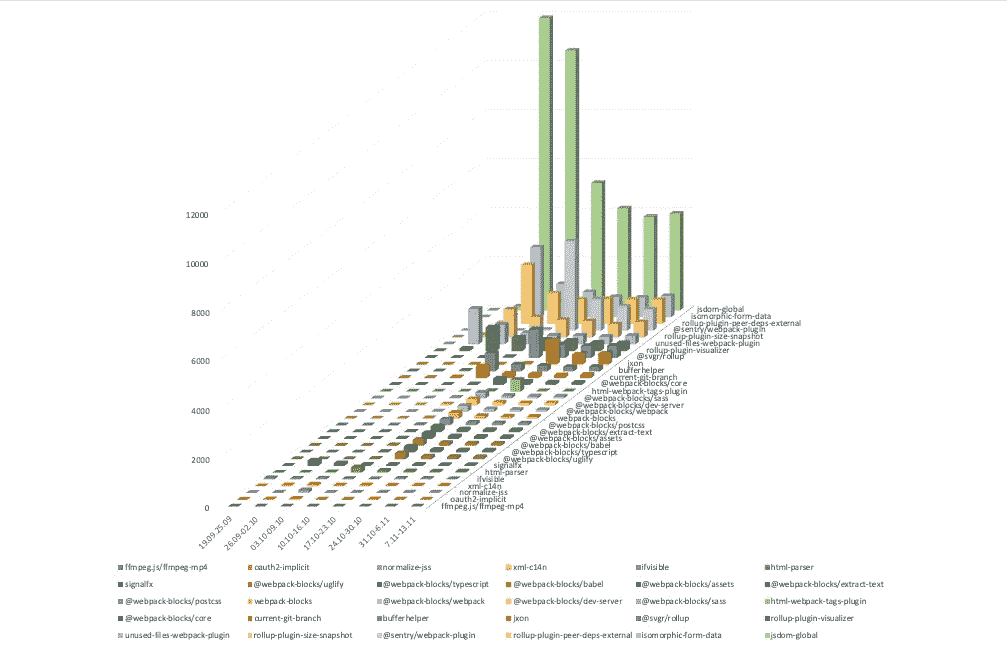 12000
10000
8000
6000
4000
2000
0
jsdom-global
isomorphic-form-data
rollup-plugin-peer-deps-external
@sentry/webpack-plugin
rollup-plugin-size-snapshot
unused-files-webpack-plugin
rollup-plugin-visualizer
@svgr/rollup
jxon
bufferhelper
current-git-branch
@webpack-blocks/core
html-webpack-tags-plugin
@webpack-blocks/sass
@webpack-blocks/dev-server
@webpack-blocks/webpack
webpack-blocks
@webpack-blocks/postcss
@webpack-blocks/extract-text
@webpack-blocks/assets
@webpack-blocks/babel
@webpack-blocks/typescript
@webpack-blocks/uglify
signalfx
html-parser
ifvisible
xml-c14n
normalize-jss
oauth2-implicit
ffmpeg.js/ffmpeg-mp4
19.09-25.09
26.09-02.10
03.10-09.10
10.10-16.10
17.10-23.10
24.10-30.10
31.10-6.11
7.11-13.11
ffmpeg.js/ffmpeg-mp4 oauth2-implicit normalize-jss xml-c14n ifvisible html-parser
signalfx @webpack-blocks/uglify @webpack-blocks/typescript @webpack-blocks/babel @webpack-blocks/assets @webpack-blocks/extract-text
@webpack-blocks/postcss webpack-blocks @webpack-blocks/webpack @webpack-blocks/dev-server @webpack-blocks/sass html-webpack-tags-plugin
@webpack-blocks/core current-git-branch bufferhelper jxon @svgr/rollup rollup-plugin-visualizer
unused-files-webpack-plugin rollup-plugin-size-snapshot @sentry/webpack-plugin rollup-plugin-peer-deps-external isomorphic-form-data jsdom-global